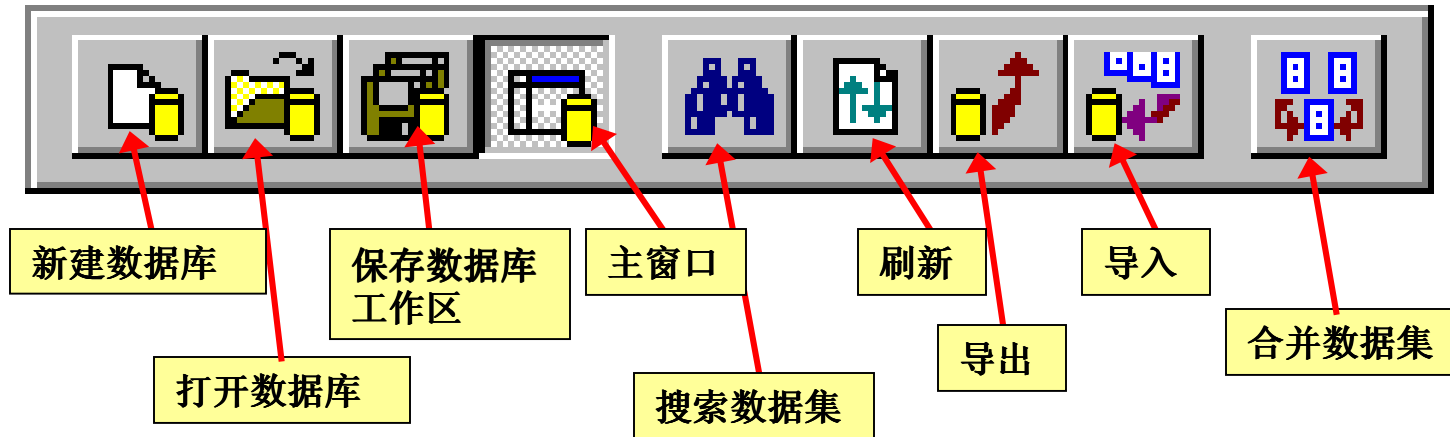 新建数据库
打开数据库
保存数据库
工作区
主窗口
搜索数据集
刷新
导出
导入
合并数据集